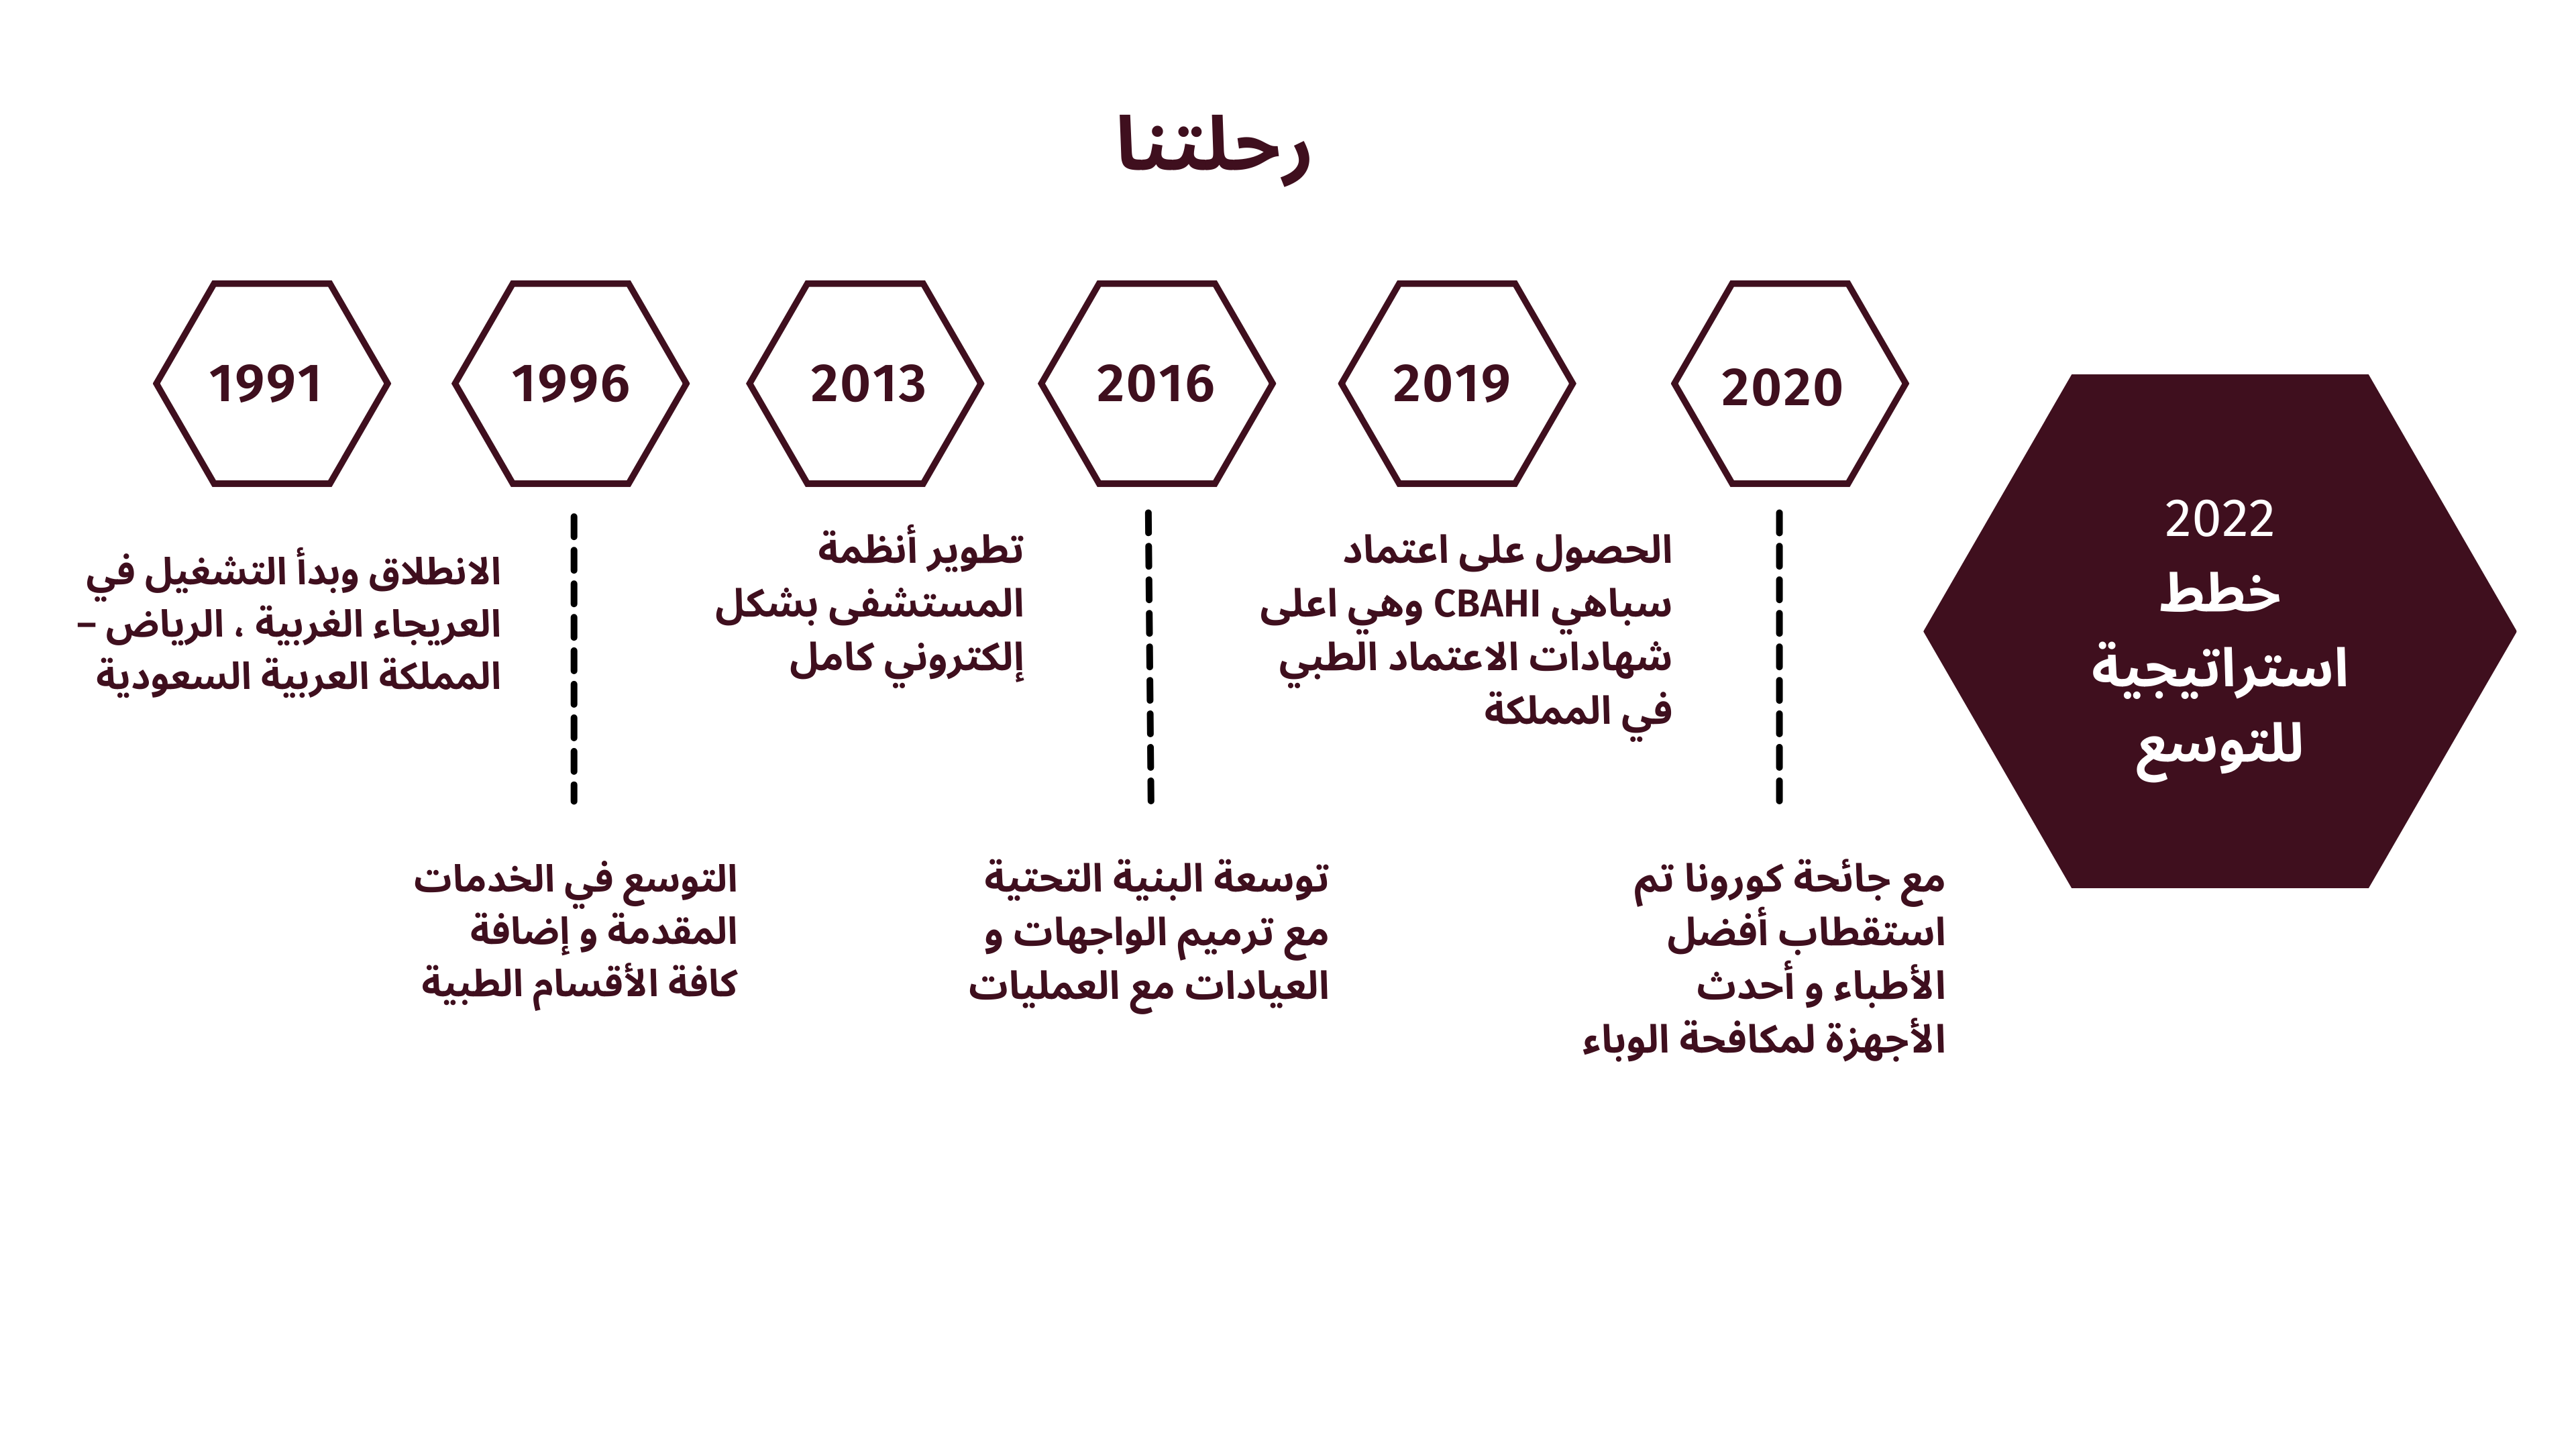 رحلتنا
1991
الانطلاق وبدأ التشغيل في
العريجاء الغربية ، الرياض –
المملكة العربية السعودية
1996
التوسع في الخدمات
المقدمة و إضافة
كافة الأقسام الطبية
2013
تطوير أنظمة
المستشفى بشكل
إلكتروني كامل
2016
توسعة البنية التحتية
مع ترميم الواجهات و
العيادات مع العمليات
2019
الحصول على اعتماد
سباهي CBAHI وهي اعلى
شهادات الاعتماد الطبي
في المملكة
2020
مع جائحة كورونا تم
استقطاب أفضل
الأطباء و أحدث
الأجهزة لمكافحة الوباء
2022
خطط
استراتيجية
للتوسع